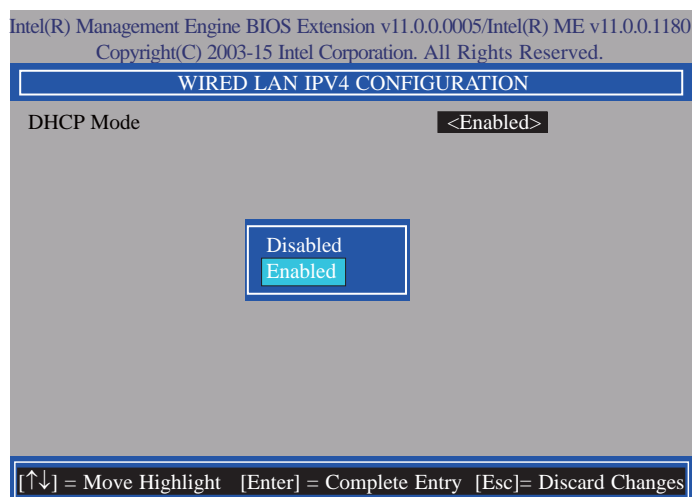 Intel(R) Management Engine BIOS Extension v11.0.0.0005/Intel(R) ME v11.0.0.1180
Copyright(C) 2003-15 Intel Corporation. All Rights Reserved.
WIRED LAN IPV4 CONFIGURATION
DHCP Mode <Enabled>
Disabled
Enabled
[↑↓] = Move Highlight [Enter] = Complete Entry [Esc]= Discard Changes